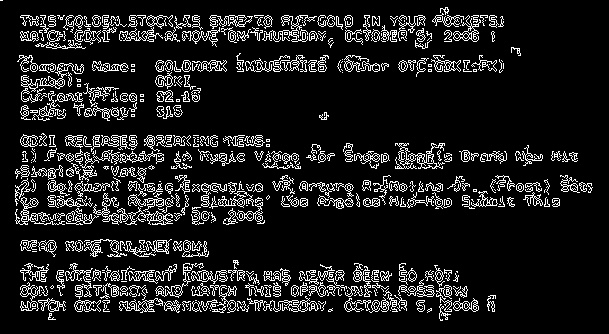 THIS GOLDEN STOCK IS SURE TO PUT GOLD IN YOUR POCKETS!
WATCH GDKI MAKE A MOVE ON THURSDAY, OCTOBER 5, 2006 !
Company Name: GOLDMARK INDUSTRIES (Other OTC:GDKI.PK)
Symbol: GDKI
Current Price: $2.16
Target: $15
GDKI RELEASES BREAKING NEWS:
1) Frost Appears in Music Video for Snoop Dogg's Brand New Hit
Single "Vato"
2) Goldmark Music Executive VP Arturo R. Molina Jr. (Frost) Set
to Speak at Russell Simmons' Los Angeles Hip-Hop Summit This
Saturday September 30, 2006
READ MORE ONLINE NOW!
THE ENTERTAINMENT INDUSTRY HAS NEVER BEEN SO HOT!
DON'T SIT BACK AND WATCH THIS OPPORTUNITY PASS BY!
WATCH GDKI MAKE A MOVE ON THURSDAY, OCTOBER 5, 2006 !